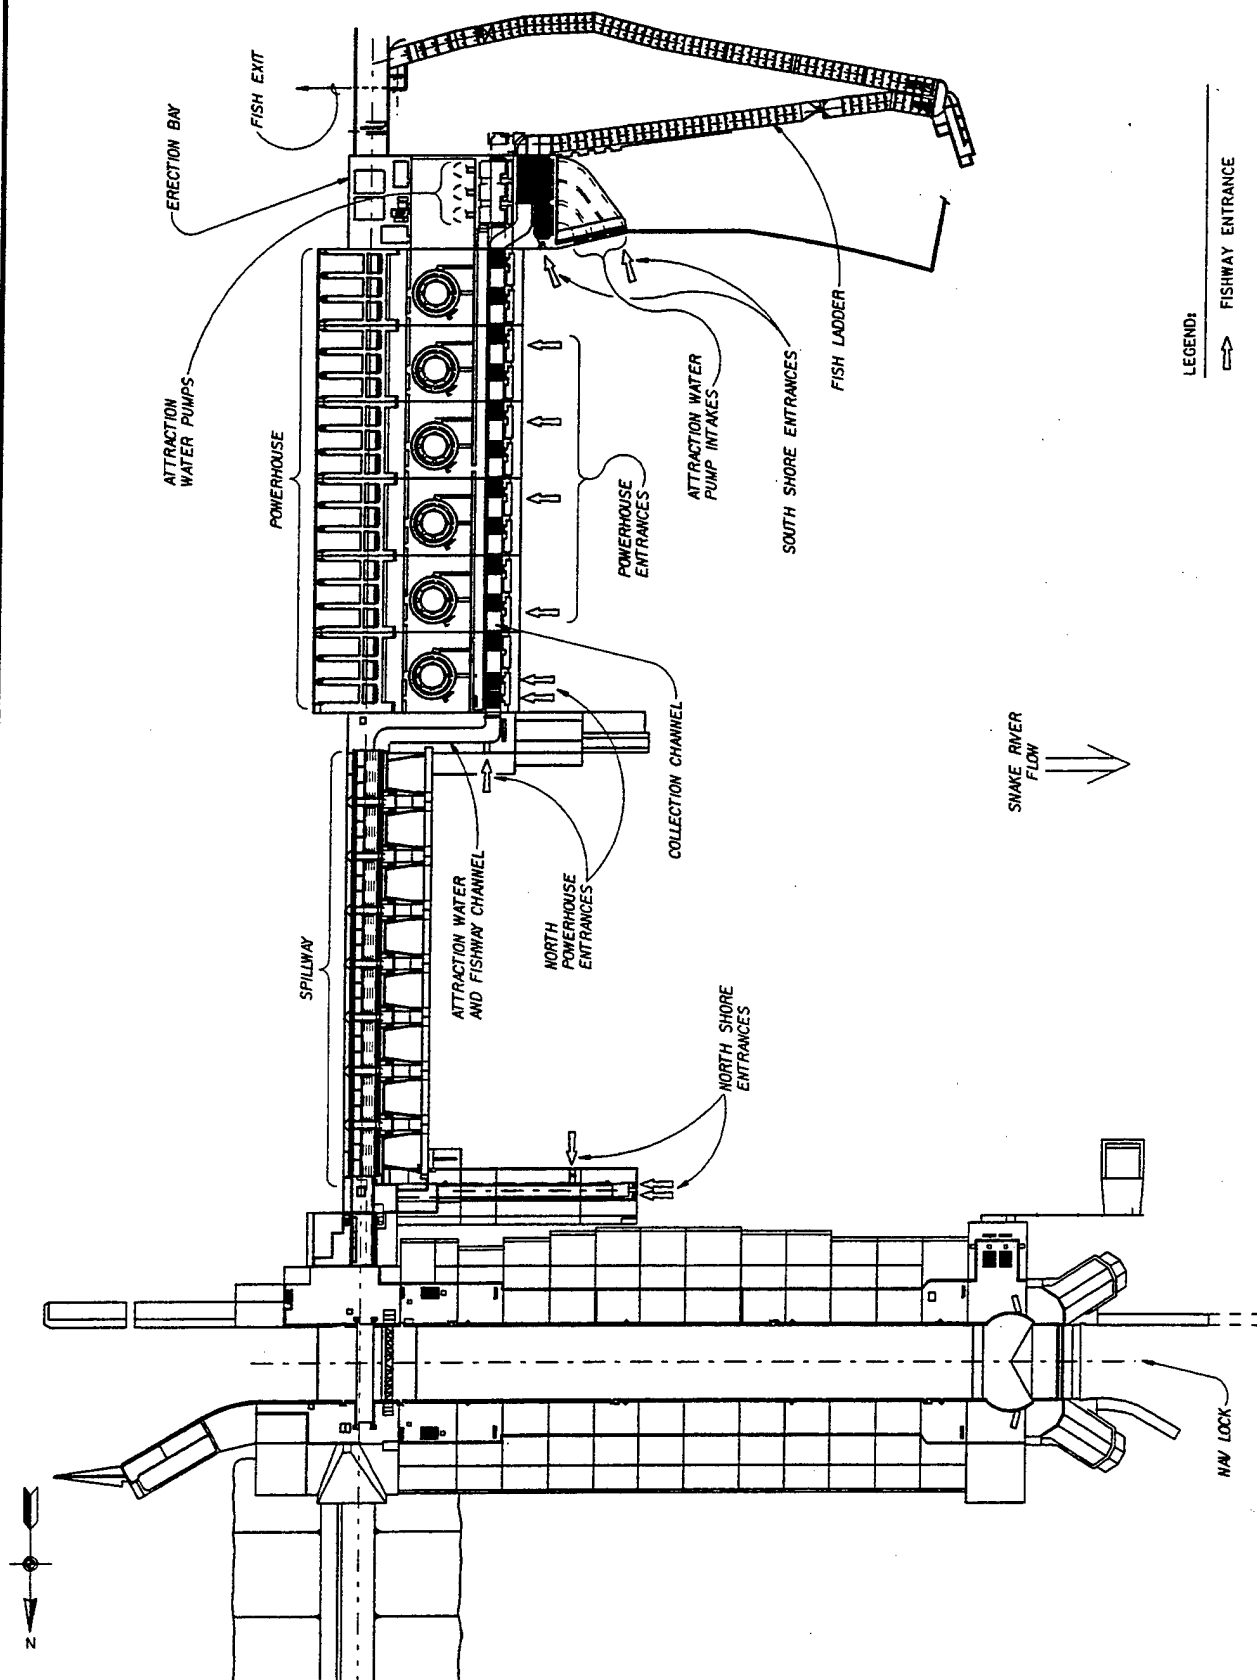 FISH EXIT
ERECTION BAY
ATTRACTION
WATER PUMPS
POWERHOUSE
FISH LADDER
SOUTH SHORE ENTRANCES
ATTRACTION WATER
PUMP INTAKES
POWERHOUSE
ENTRANCES
COLLECTION CHANNEL
SPILLWAY
ATTRACTION WATER
AND FISHWAY CHANNEL
NORTH
POWERHOUSE
ENTRANCES
NORTH SHORE
ENTRANCES
SNAKE RIVER
FLOW
NAV LOCK
N
LEGEND:
FISHWAY ENTRANCE